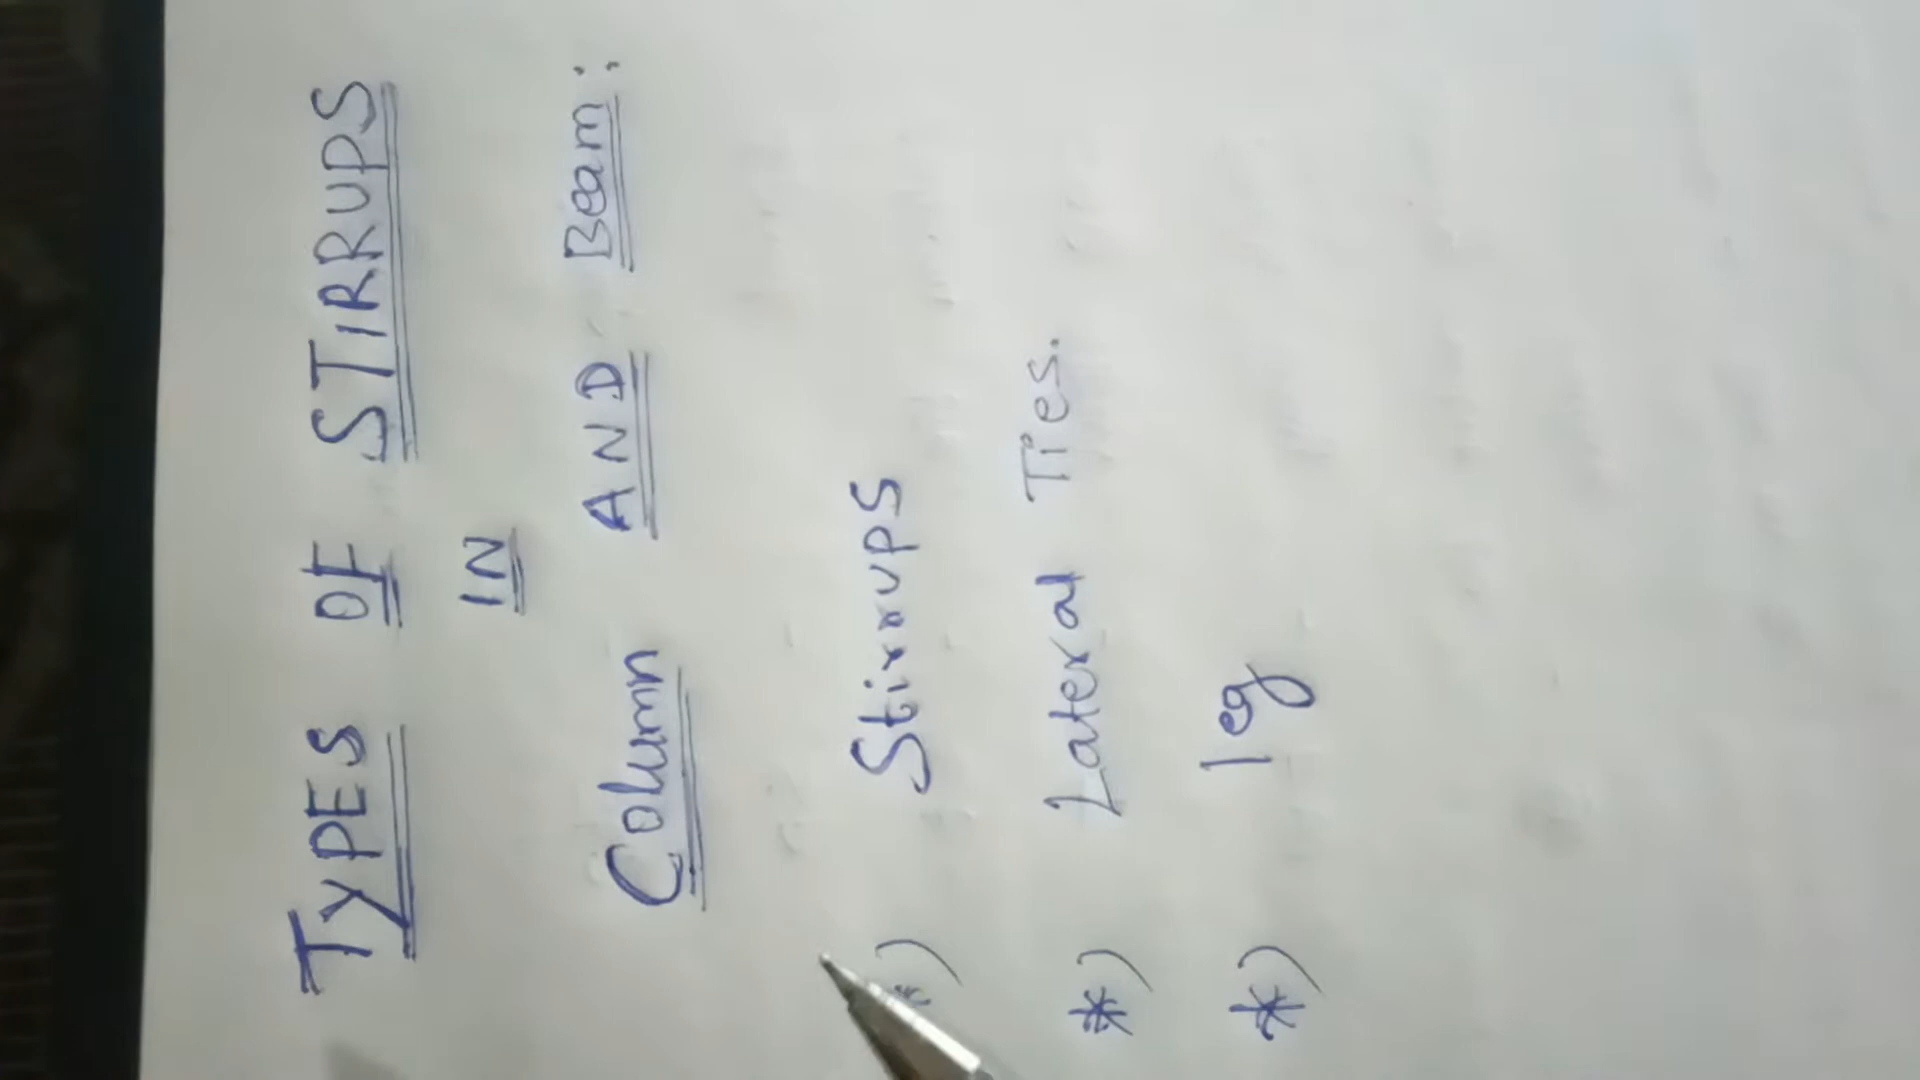 TYPES OF STIRRUPS
IN
Column AND Beam:
*) Stirrups
*) Lateral Ties.
*) leg